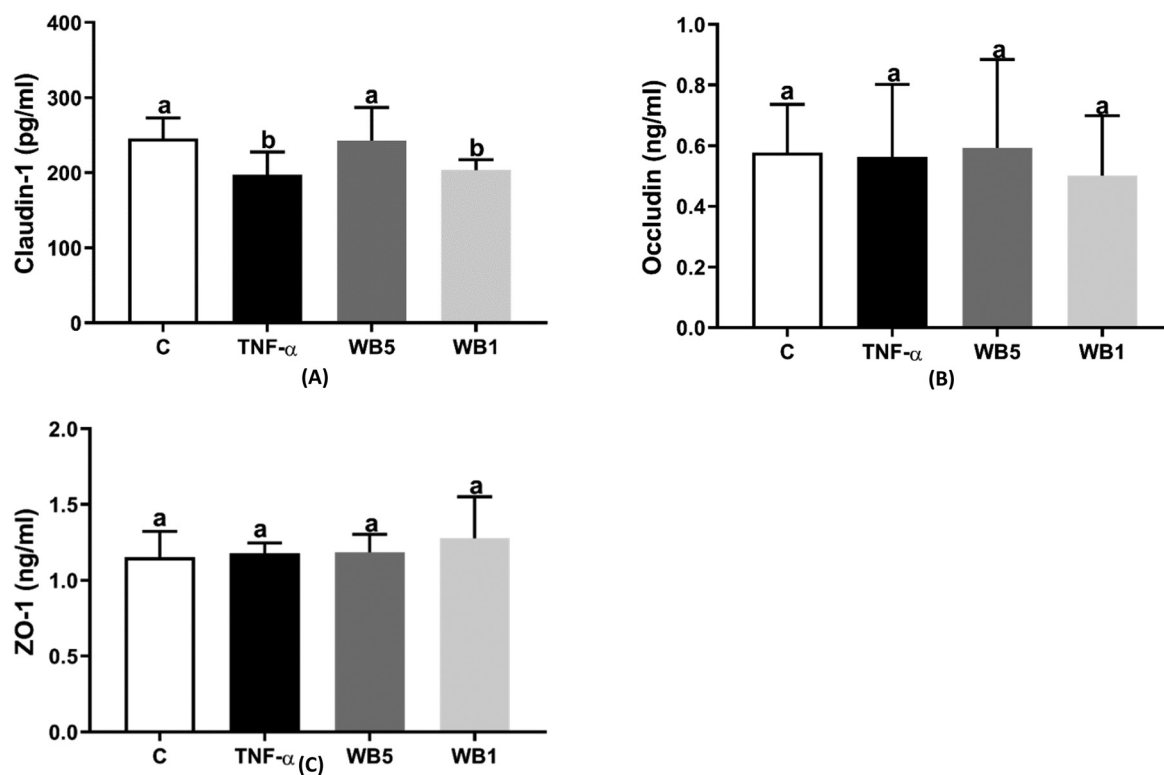 400
300
200
100
0
Claudin-1 (pg/ml)
a
b
a
b
C TNF-α WB5 WB1
(A)
1.0
0.8
0.6
0.4
0.2
0.0
Occludin (ng/ml)
a
a
a
a
C TNF-α WB5 WB1
(B)
2.0
1.5
1.0
0.5
0.0
ZO-1 (ng/ml)
a
a
a
a
C TNF-α WB5 WB1
(C)